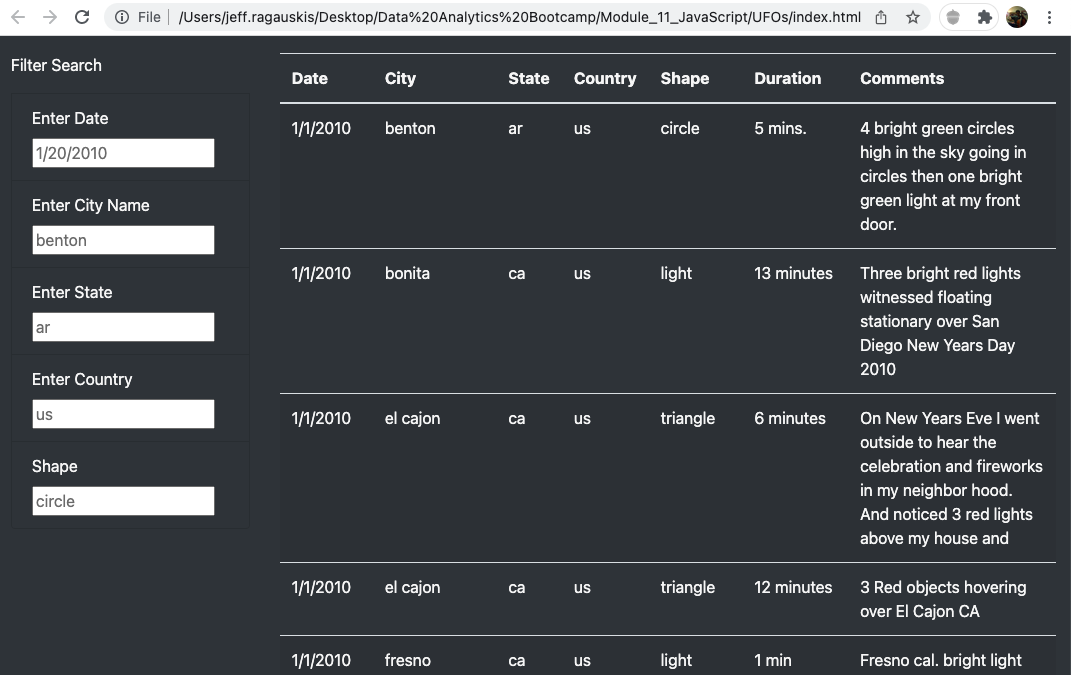 File /Users/jeff.ragauskis/Desktop/Data%20Analytics%20Bootcamp/Module_11_JavaScript/UFOs/index.html
Filter Search
Enter Date
1/20/2010
Enter City Name
benton
Enter State
ar
Enter Country
us
Shape
circle
Date City State Country Shape Duration Comments
1/1/2010 benton ar us circle 5 mins. 4 bright green circles
high in the sky going in
circles then one bright
green light at my front
door.
1/1/2010 bonita ca us light 13 minutes Three bright red lights
witnessed floating
stationary over San
Diego New Years Day
2010
1/1/2010 el cajon ca us triangle 6 minutes On New Years Eve I went
outside to hear the
celebration and fireworks
in my neighbor hood.
And noticed 3 red lights
above my house and
1/1/2010 el cajon ca us triangle 12 minutes 3 Red objects hovering
over El Cajon CA
1/1/2010 fresno ca us light 1 min Fresno cal. bright light